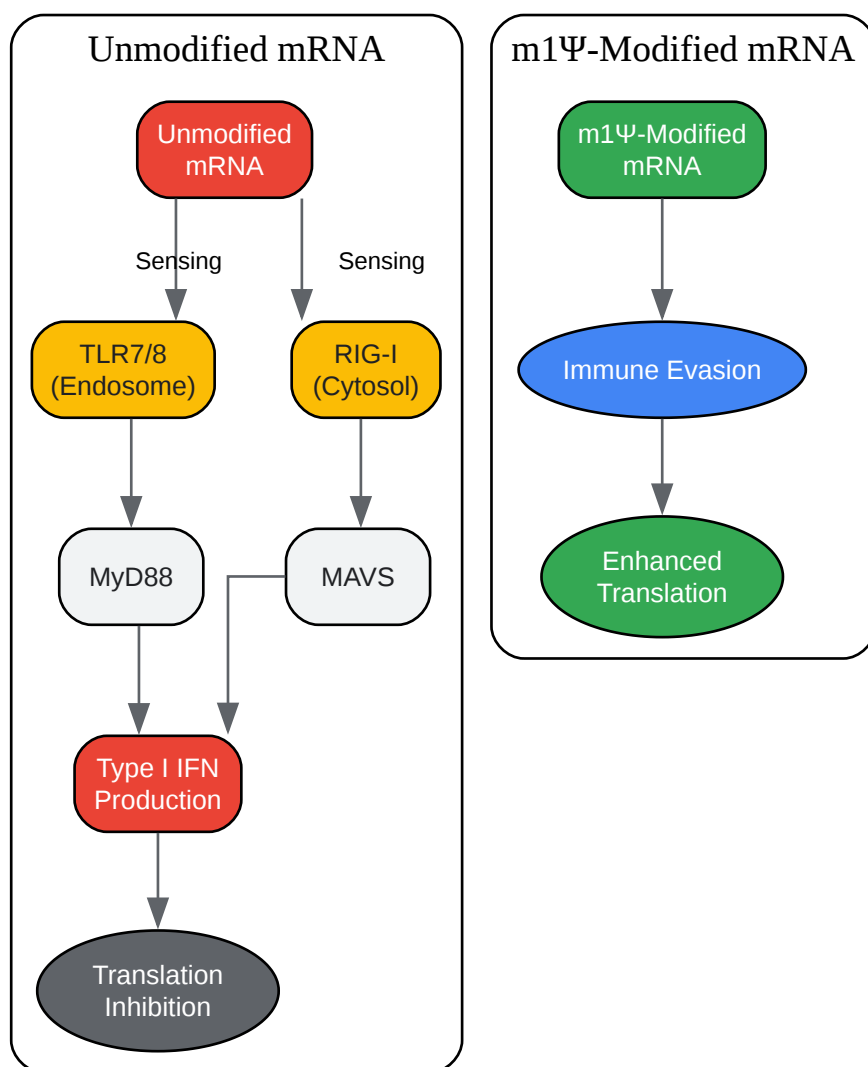 Unmodified mRNA
Unmodified
mRNA
Sensing
Sensing
TLR7/8
(Endosome)
RIG-I
(Cytosol)
MyD88
MAVS
Type I IFN
Production
Translation
Inhibition
m1Ψ-Modified mRNA
m1Ψ-Modified
mRNA
Immune Evasion
Enhanced
Translation